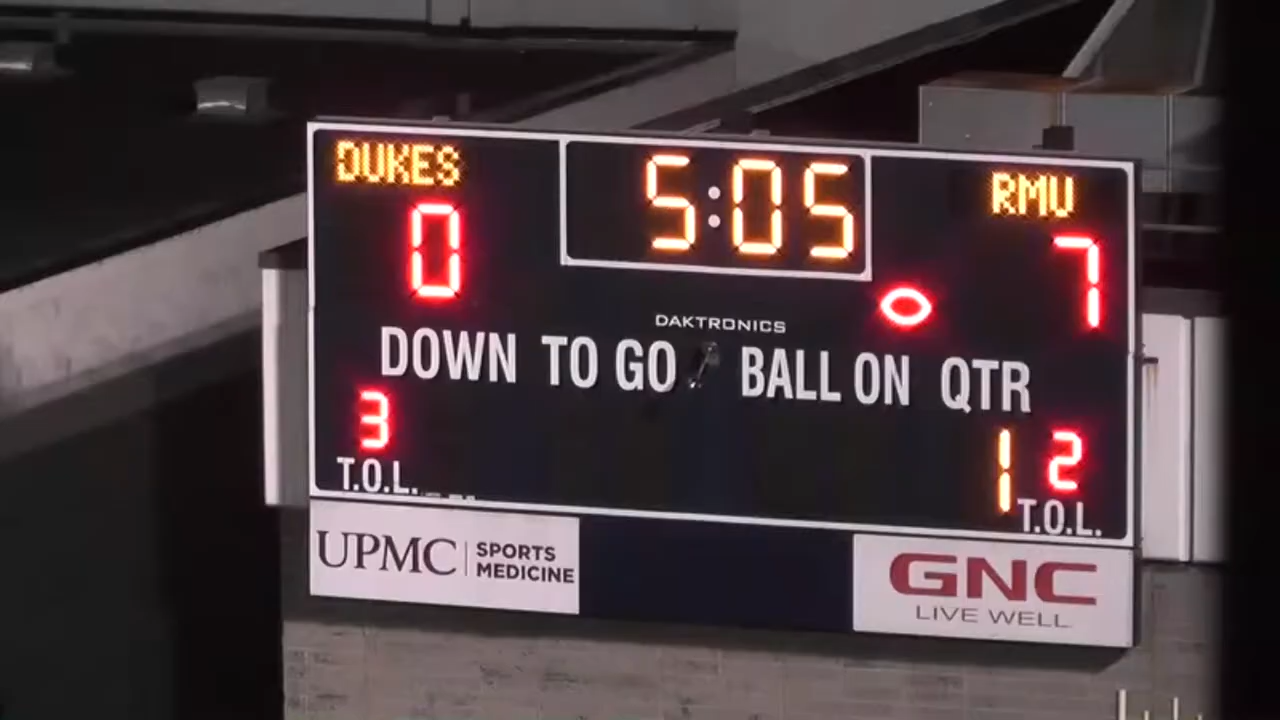 DUKES 5:05 RMU
0 7
DAKTRONICS
DOWN TO GO BALL ON QTR
3 1 2
T.O.L. T.O.L.
UPMC SPORTS MEDICINE
GNC
LIVE WELL